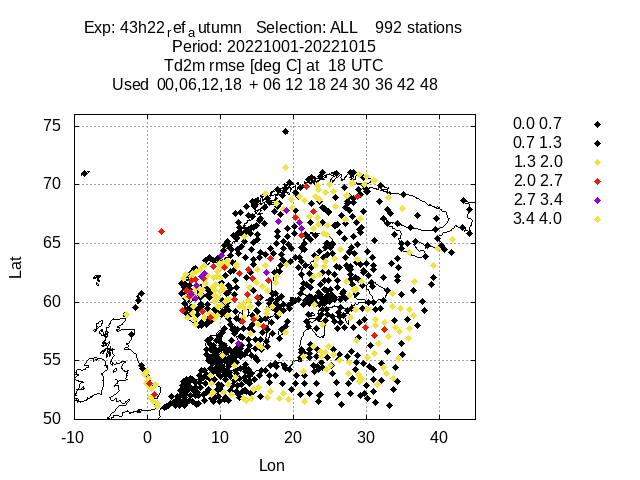 Exp: 43h22refautumn Selection: ALL 992 stations
Period: 20221001-20221015
Td2m rmse [deg C] at 18 UTC
Used 00,06,12,18 + 06 12 18 24 30 36 42 48
0.0 0.7
0.7 1.3
1.3 2.0
2.0 2.7
2.7 3.4
3.4 4.0
75
70
65
60
55
50
Lat
-10 0 10 20 30 40
Lon